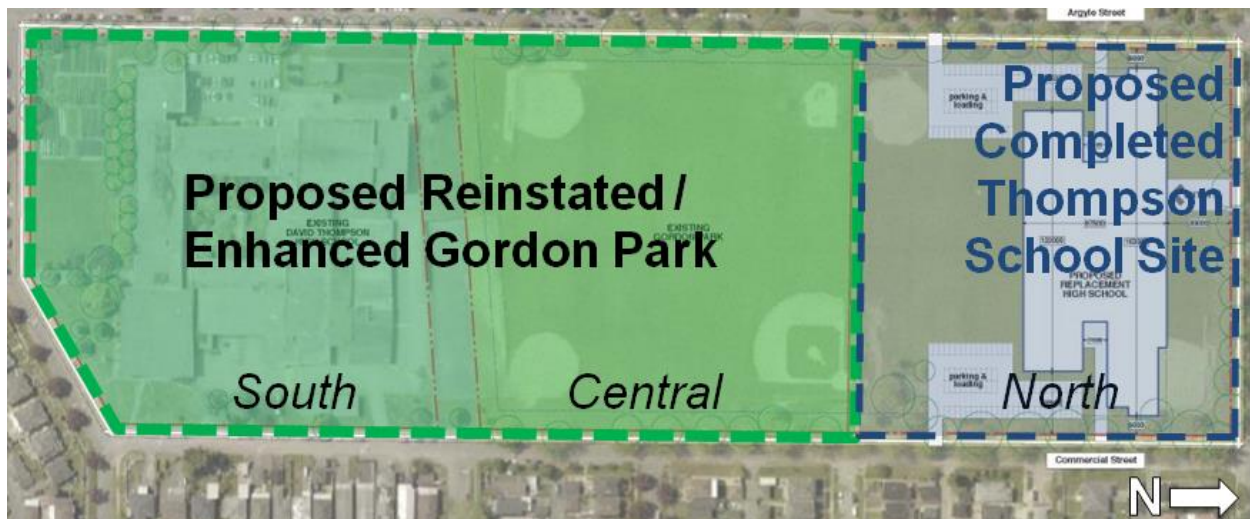 Argyle Street
parking &
loading
Proposed
Completed
Thompson
School Site
Proposed Reinstated /
Enhanced Gordon Park
EXISTING
DAVID THOMPSON
EXISTING
GORDON PARK
PROPOSED
REPLACEMENT
HIGH SCHOOL
South
Central
North
parking &
loading
Commercial Street
N